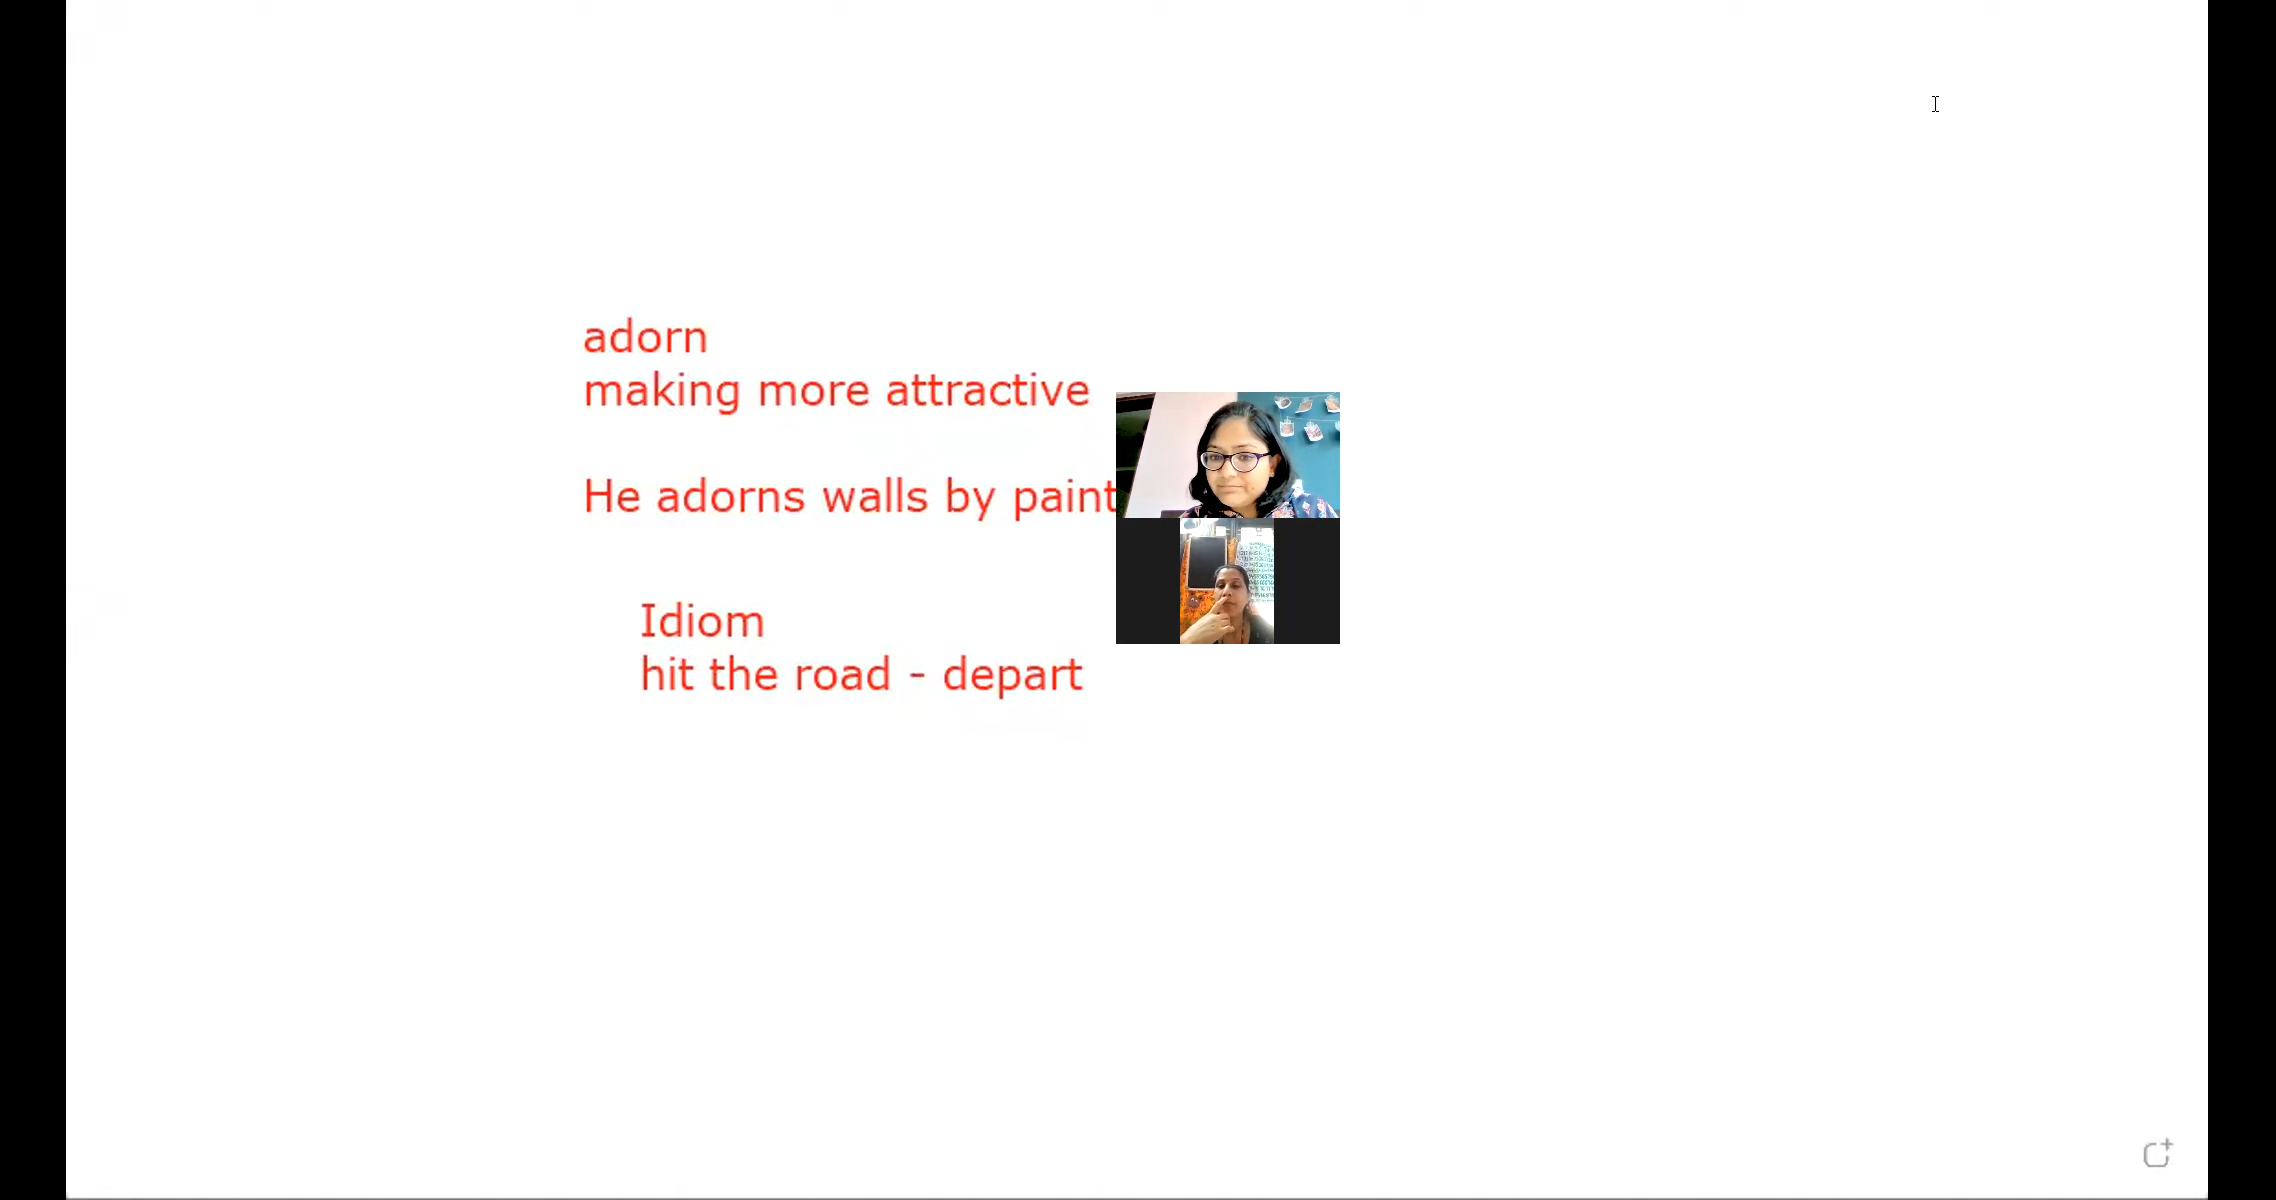 adorn
making more attractive
He adorns walls by paint
Idiom
hit the road - depart